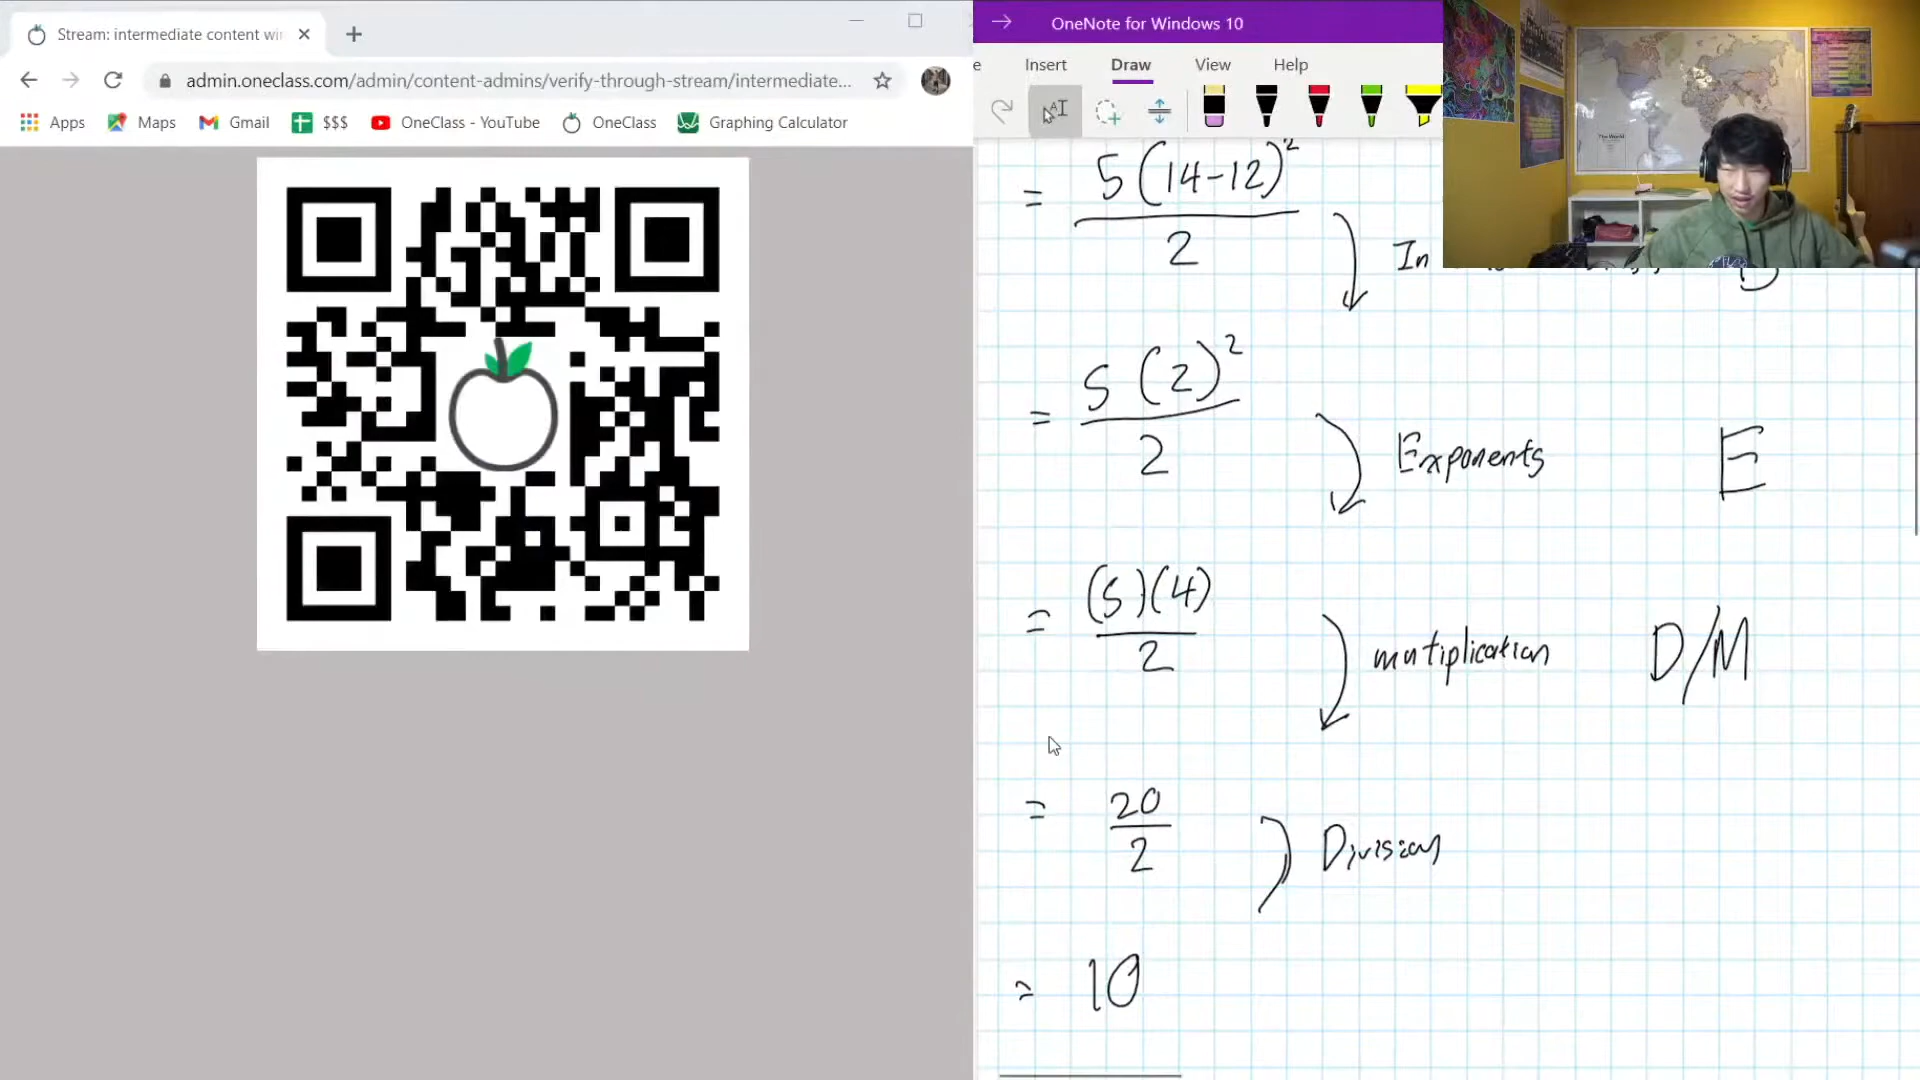 Stream: intermediate content wi
admin.oneclass.com/admin/content-admins/verify-through-stream/intermediate...
Apps Maps Gmail $$$ OneClass - YouTube OneClass Graphing Calculator
OneNote for Windows 10
Insert Draw View Help
= 5(14-12)²
2
In
= 5(2)²
2
Exponents E
= (5)(4)
2
mutiplication D/M
= 20
2
Division
= 10